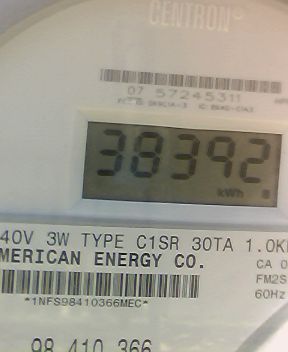 CENTRON®
07 57245311
38392
kWh
40V 3W TYPE C1SR 30TA 1.0K
MERICAN ENERGY CO.
CA 0
FM2S
60Hz
*1NFS98410366MEC*
98 410 366